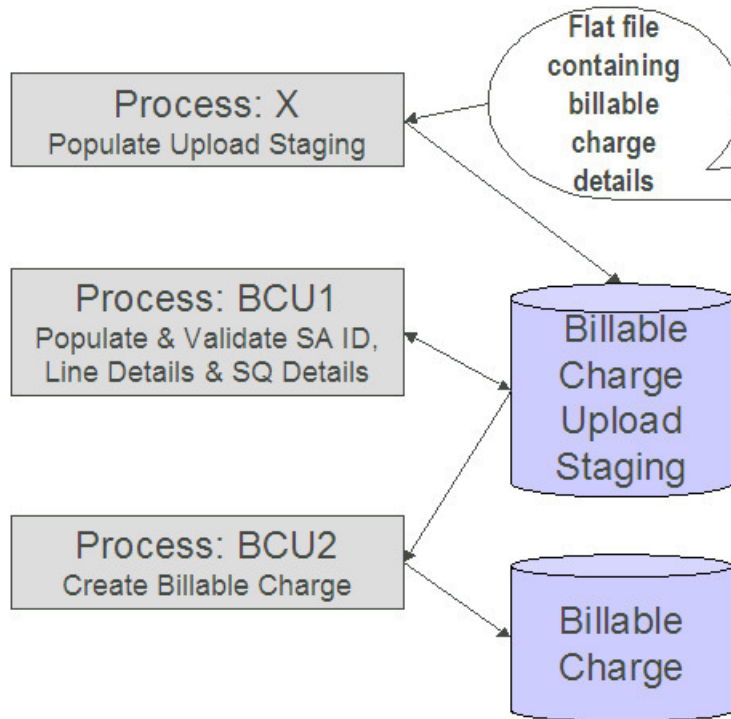 Flat file
containing
billable
charge
details
Process: X
Populate Upload Staging
Process: BCU1
Populate & Validate SA ID,
Line Details & SQ Details
Billable
Charge
Upload
Staging
Process: BCU2
Create Billable Charge
Billable
Charge